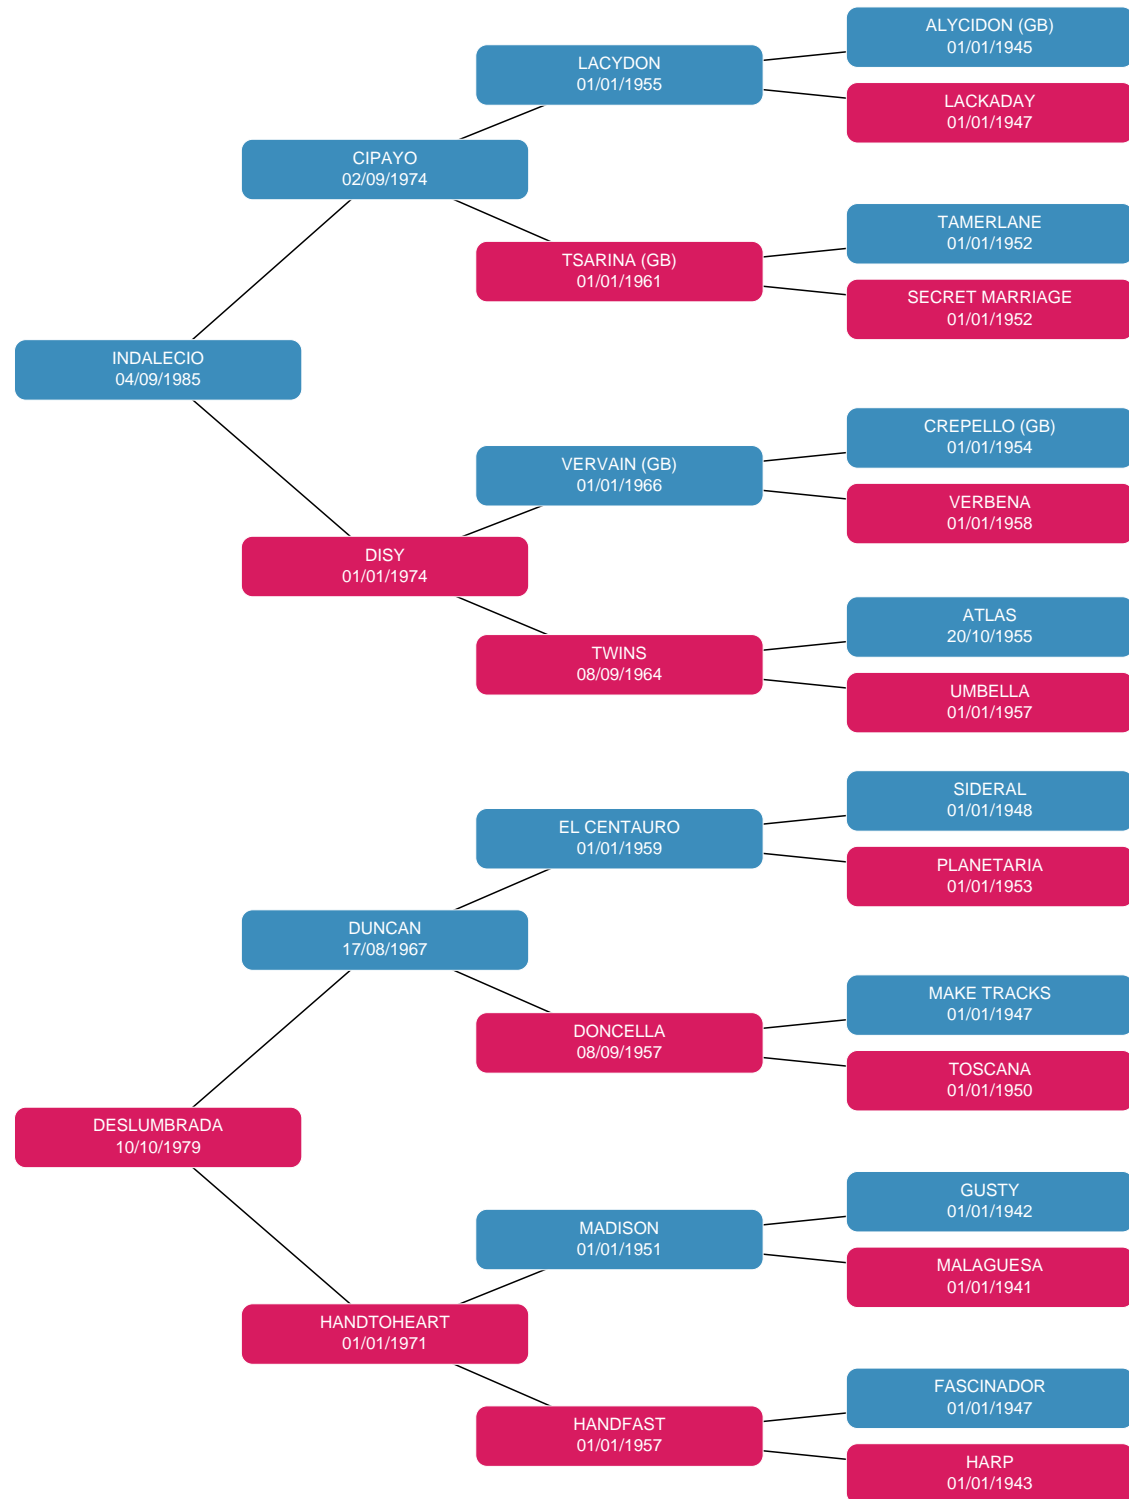 ALYCIDON (GB)
01/01/1945
LACYDON
01/01/1955
LACKADAY
01/01/1947
CIPAYO
02/09/1974
TAMERLANE
01/01/1952
TSARINA (GB)
01/01/1961
SECRET MARRIAGE
01/01/1952
INDALECIO
04/09/1985
CREPELLO (GB)
01/01/1954
VERVAIN (GB)
01/01/1966
VERBENA
01/01/1958
DISY
01/01/1974
ATLAS
20/10/1955
TWINS
08/09/1964
UMBELLA
01/01/1957
SIDERAL
01/01/1948
EL CENTAURO
01/01/1959
PLANETARIA
01/01/1953
DUNCAN
17/08/1967
MAKE TRACKS
01/01/1947
DONCELLA
08/09/1957
TOSCANA
01/01/1950
DESLUMBRADA
10/10/1979
GUSTY
01/01/1942
MADISON
01/01/1951
MALAGUESA
01/01/1941
HANDTOHEART
01/01/1971
FASCINADOR
01/01/1947
HANDFAST
01/01/1957
HARP
01/01/1943